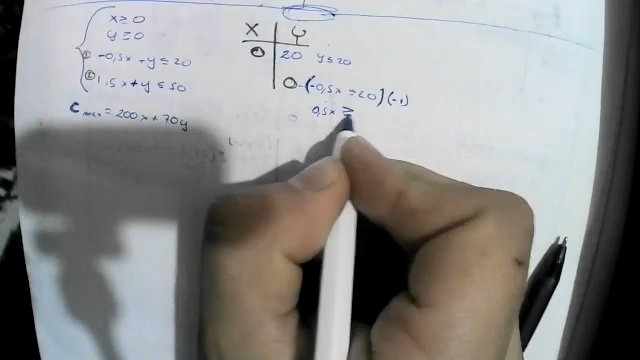 x ≥ 0
y ≥ 0
① -0,5x + y ≤ 20
② 1,5x + y ≤ 50
C max = 200x + 70y
x y
0 20 y ≤ 20
0 (-0,5x ≤ 20) (-1)
0,5x ≥